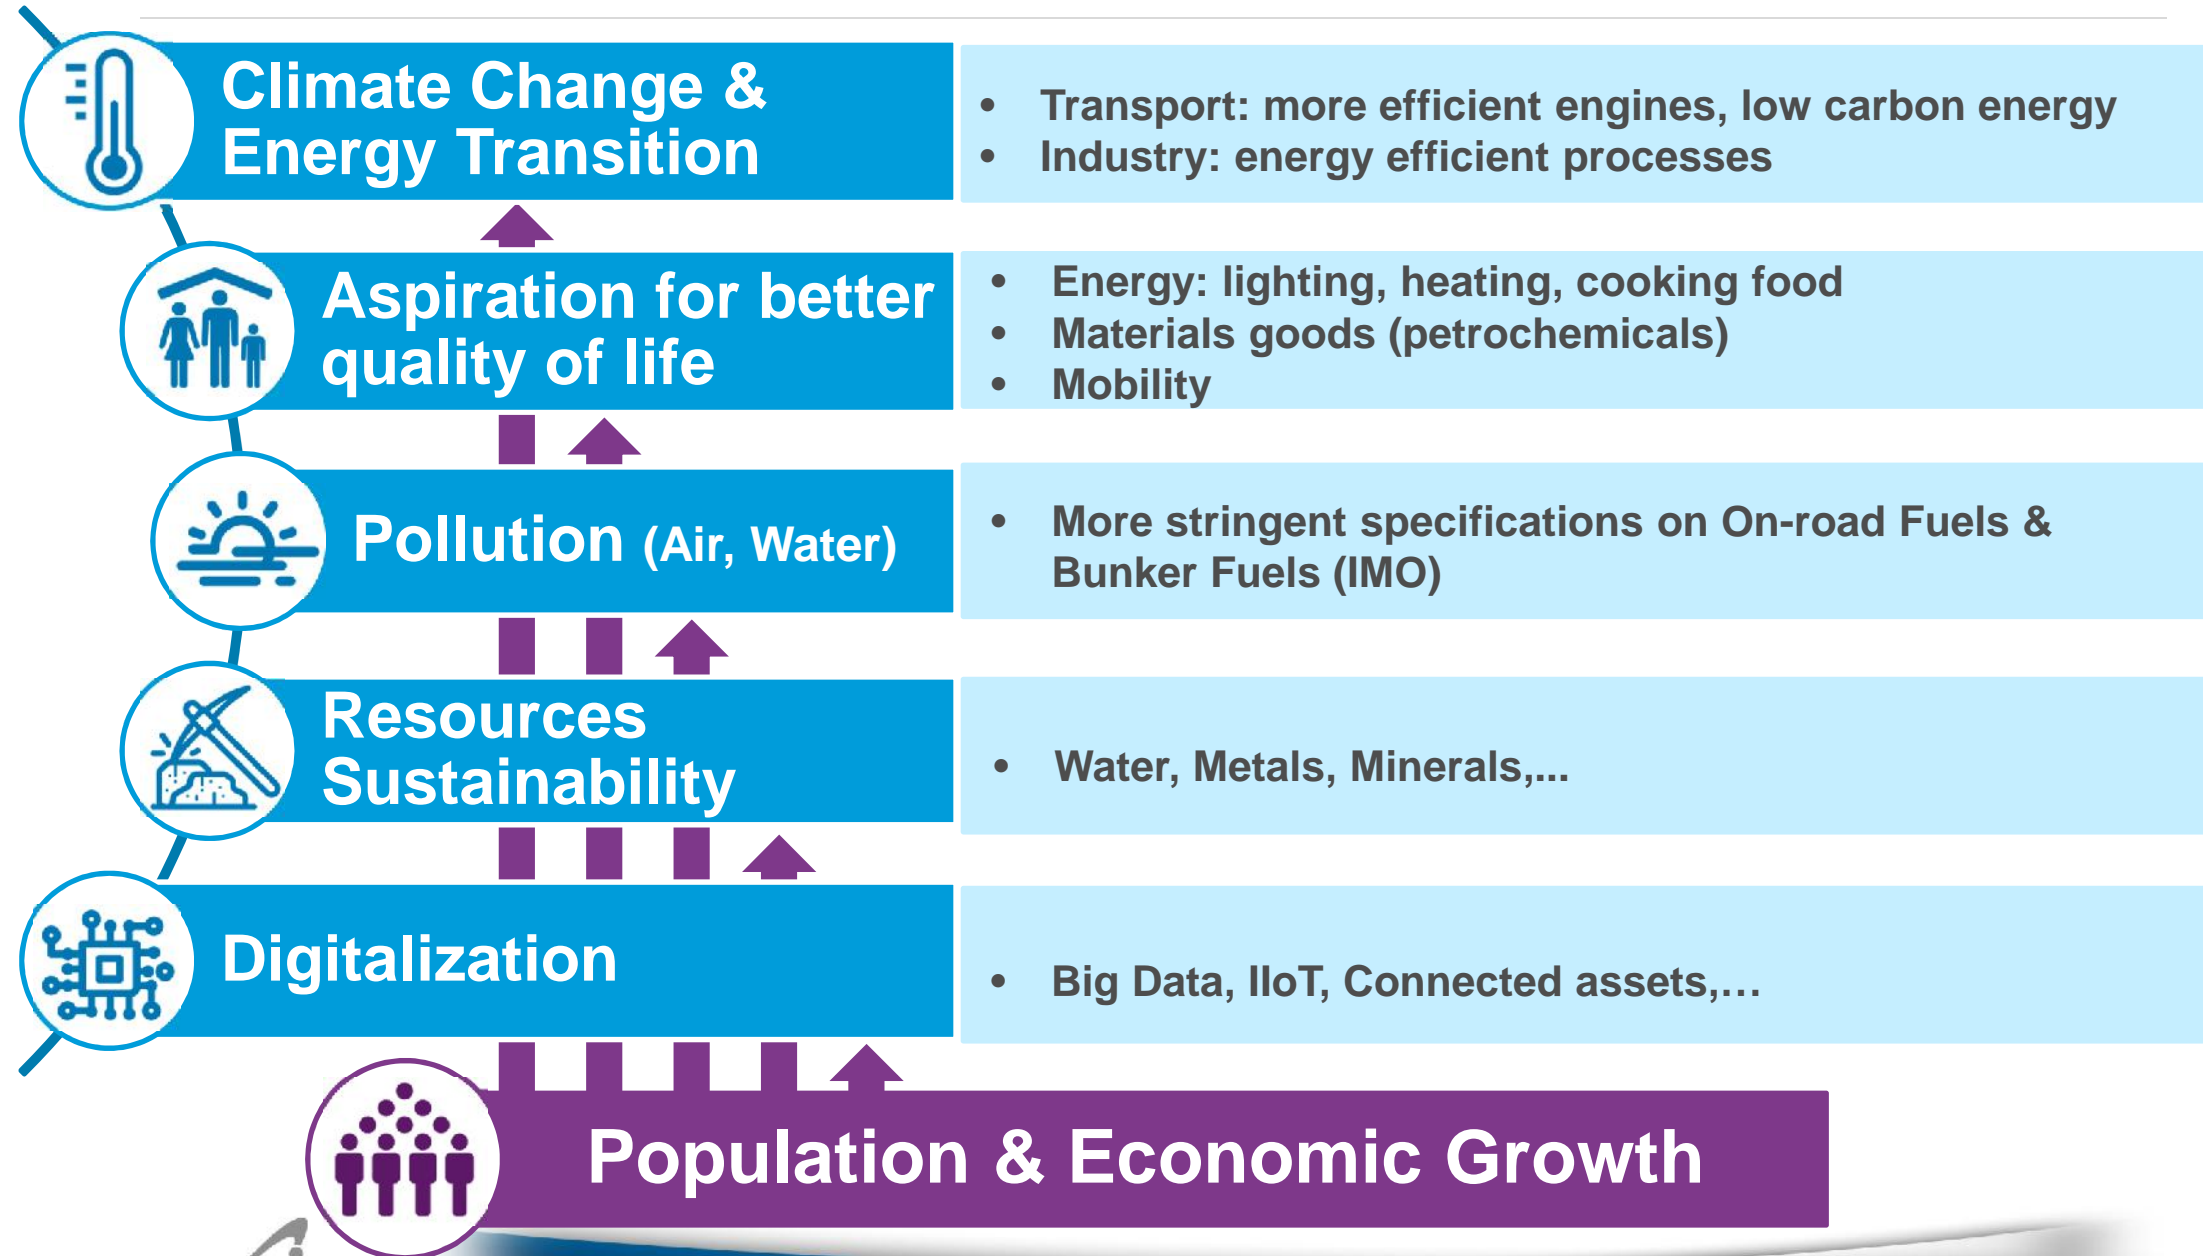 Climate Change &
Energy Transition
• Transport: more efficient engines, low carbon energy
• Industry: energy efficient processes
Aspiration for better
quality of life
• Energy: lighting, heating, cooking food
• Materials goods (petrochemicals)
• Mobility
Pollution (Air, Water)
• More stringent specifications on On-road Fuels &
Bunker Fuels (IMO)
Resources
Sustainability
• Water, Metals, Minerals,...
Digitalization
• Big Data, IIoT, Connected assets,…
Population & Economic Growth